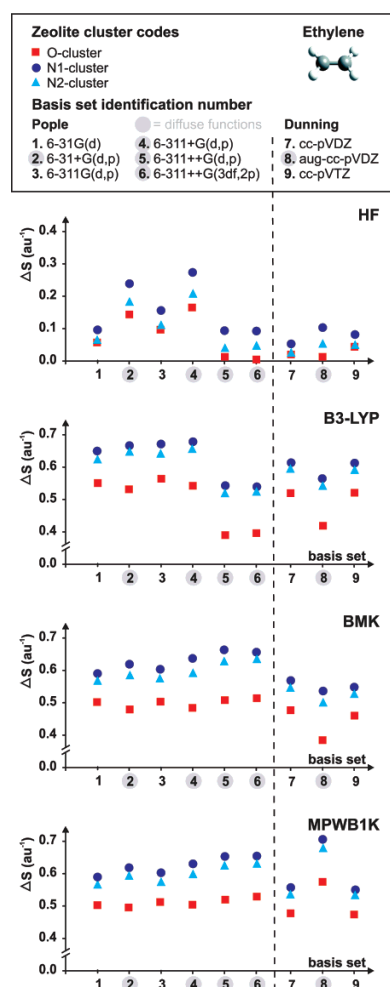 Zeolite cluster codes
Ethylene
O-cluster
N1-cluster
N2-cluster
Basis set identification number
Pople
= diffuse functions
Dunning
1. 6-31G(d)
4. 6-311+G(d,p)
7. cc-pVDZ
2. 6-31+G(d,p)
5. 6-311++G(d,p)
8. aug-cc-pVDZ
3. 6-311G(d,p)
6. 6-311++G(3df,2p)
9. cc-pVTZ
HF
ΔS (au⁻¹)
0.4
0.3
0.2
0.1
0.0
1 2 3 4 5 6 7 8 9
B3-LYP
ΔS (au⁻¹)
0.7
0.6
0.5
0.4
0.0
basis set
1 2 3 4 5 6 7 8 9
BMK
ΔS (au⁻¹)
0.7
0.6
0.5
0.4
0.0
basis set
1 2 3 4 5 6 7 8 9
MPWB1K
ΔS (au⁻¹)
0.7
0.6
0.5
0.4
0.0
basis set
1 2 3 4 5 6 7 8 9